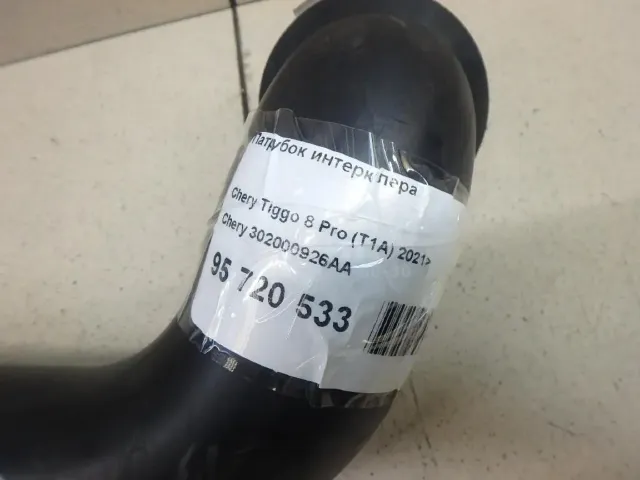 Патрубок интеркулера
Chery Tiggo 8 Pro (T1A) 2021>
Chery 302000926AA
95 720 533